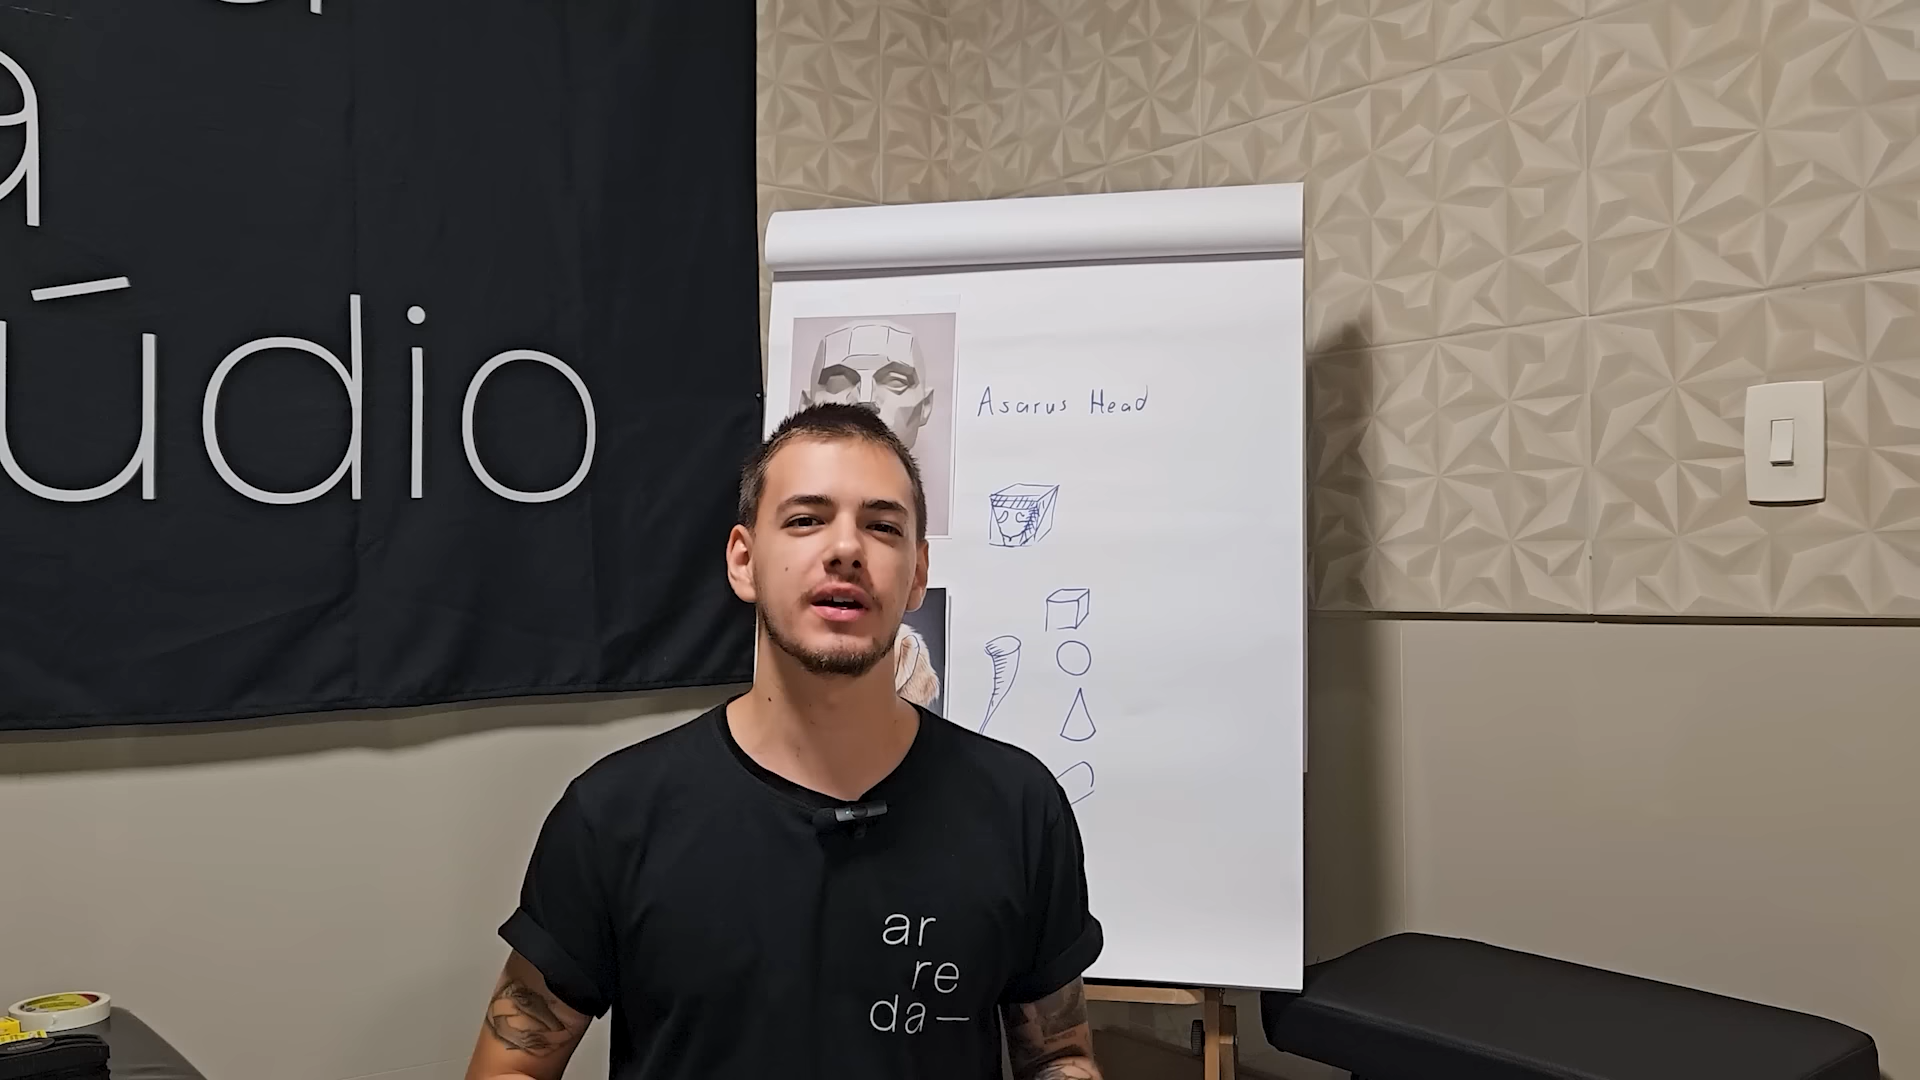 a
údio
Asarus Head
ar
re
da—